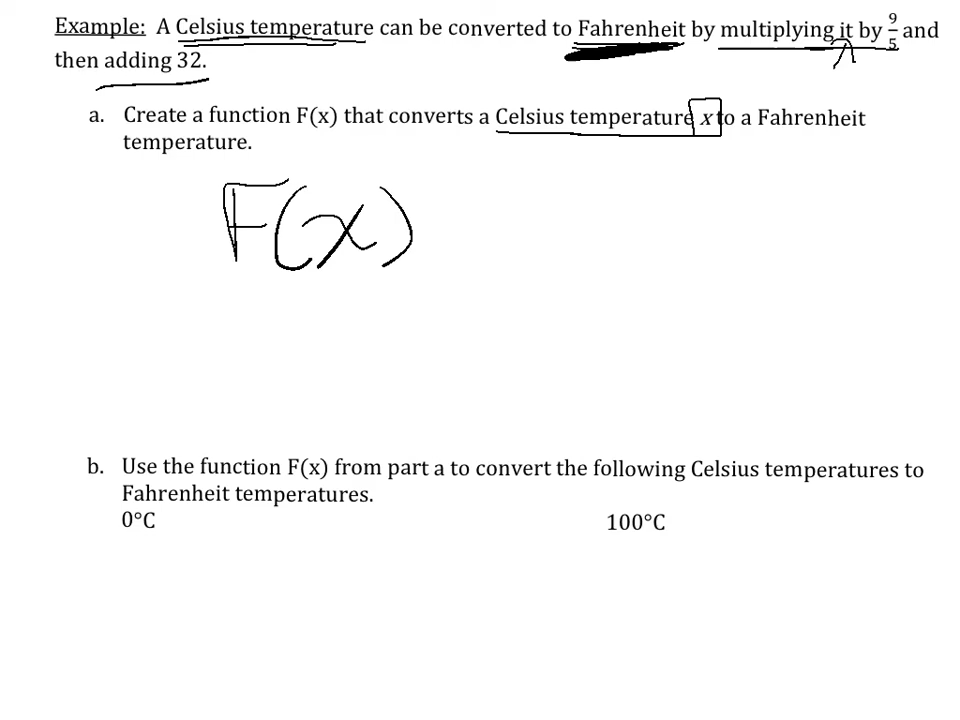 Example: A Celsius temperature can be converted to Fahrenheit by multiplying it by 9/5 and
then adding 32.
a. Create a function F(x) that converts a Celsius temperature x to a Fahrenheit
temperature.
F(x)
b. Use the function F(x) from part a to convert the following Celsius temperatures to
Fahrenheit temperatures.
0°C 100°C